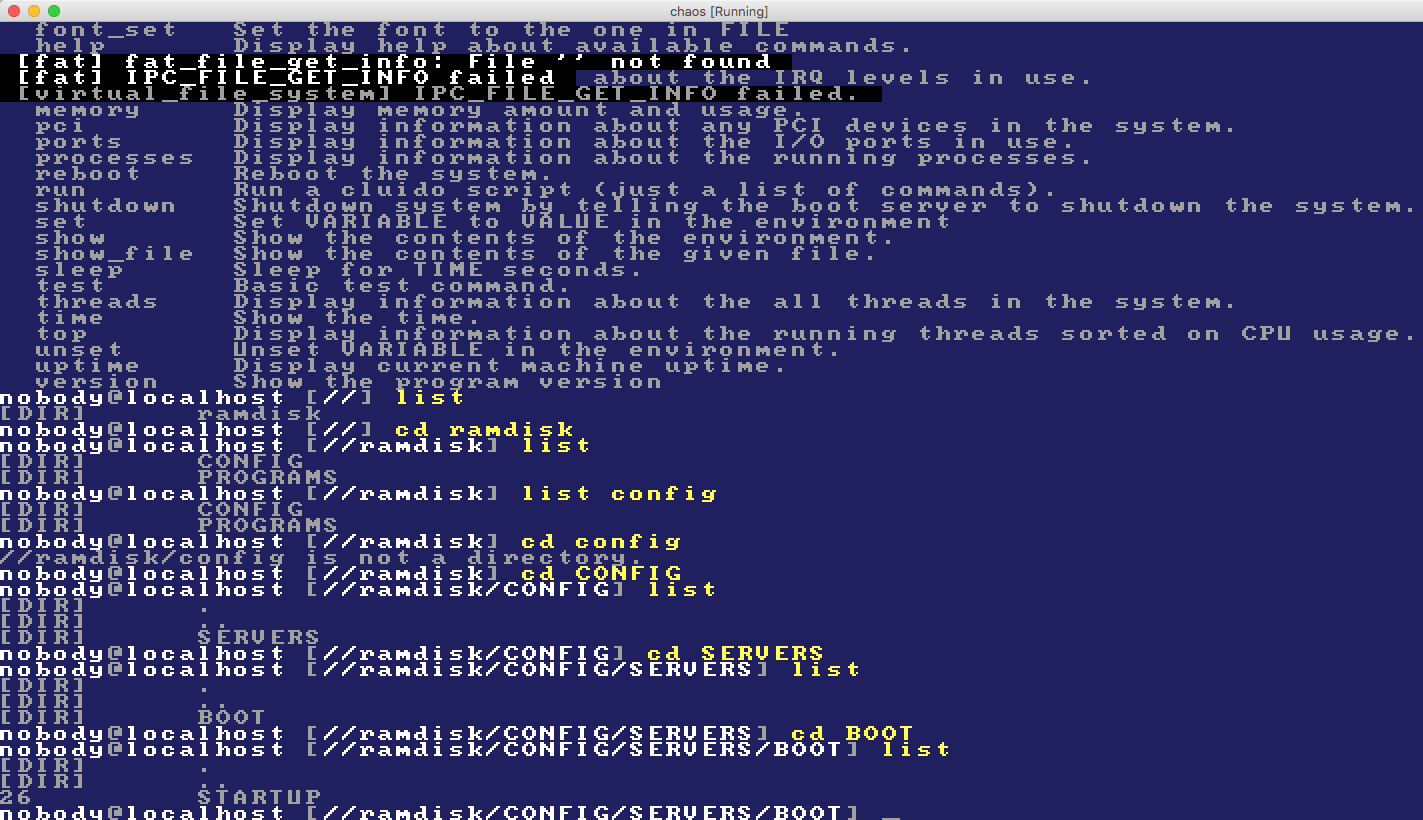 chaos [Running]
font_set Set the font to the one in FILE
help Display help about available commands.
[fat] fat_file_get_info: File '' not found
[fat] IPC_FILE_GET_INFO failed about the IRQ levels in use.
[virtual_file_system] IPC_FILE_GET_INFO failed.
memory Display memory amount and usage.
pci Display information about any PCI devices in the system.
ports Display information about the I/O ports in use.
processes Display information about the running processes.
reboot Reboot the system.
run Run a cluido script (just a list of commands).
shutdown Shutdown system by telling the boot server to shutdown the system.
set Set VARIABLE to VALUE in the environment
show Show the contents of the environment.
show_file Show the contents of the given file.
sleep Sleep for TIME seconds.
test Basic test command.
threads Display information about the all threads in the system.
time Show the time.
top Display information about the running threads sorted on CPU usage.
unset Unset VARIABLE in the environment.
uptime Display current machine uptime.
version Show the program version
nobody@localhost [//] list
[DIR] ramdisk
nobody@localhost [//] cd ramdisk
nobody@localhost [//ramdisk] list
[DIR] CONFIG
[DIR] PROGRAMS
nobody@localhost [//ramdisk] list config
[DIR] CONFIG
[DIR] PROGRAMS
nobody@localhost [//ramdisk] cd config
//ramdisk/config is not a directory.
nobody@localhost [//ramdisk] cd CONFIG
nobody@localhost [//ramdisk/CONFIG] list
[DIR] .
[DIR] ..
[DIR] SERVERS
nobody@localhost [//ramdisk/CONFIG] cd SERVERS
nobody@localhost [//ramdisk/CONFIG/SERVERS] list
[DIR] .
[DIR] ..
[DIR] BOOT
nobody@localhost [//ramdisk/CONFIG/SERVERS] cd BOOT
nobody@localhost [//ramdisk/CONFIG/SERVERS/BOOT] list
[DIR] .
[DIR] ..
26 STARTUP
nobody@localhost [//ramdisk/CONFIG/SERVERS/BOOT] _